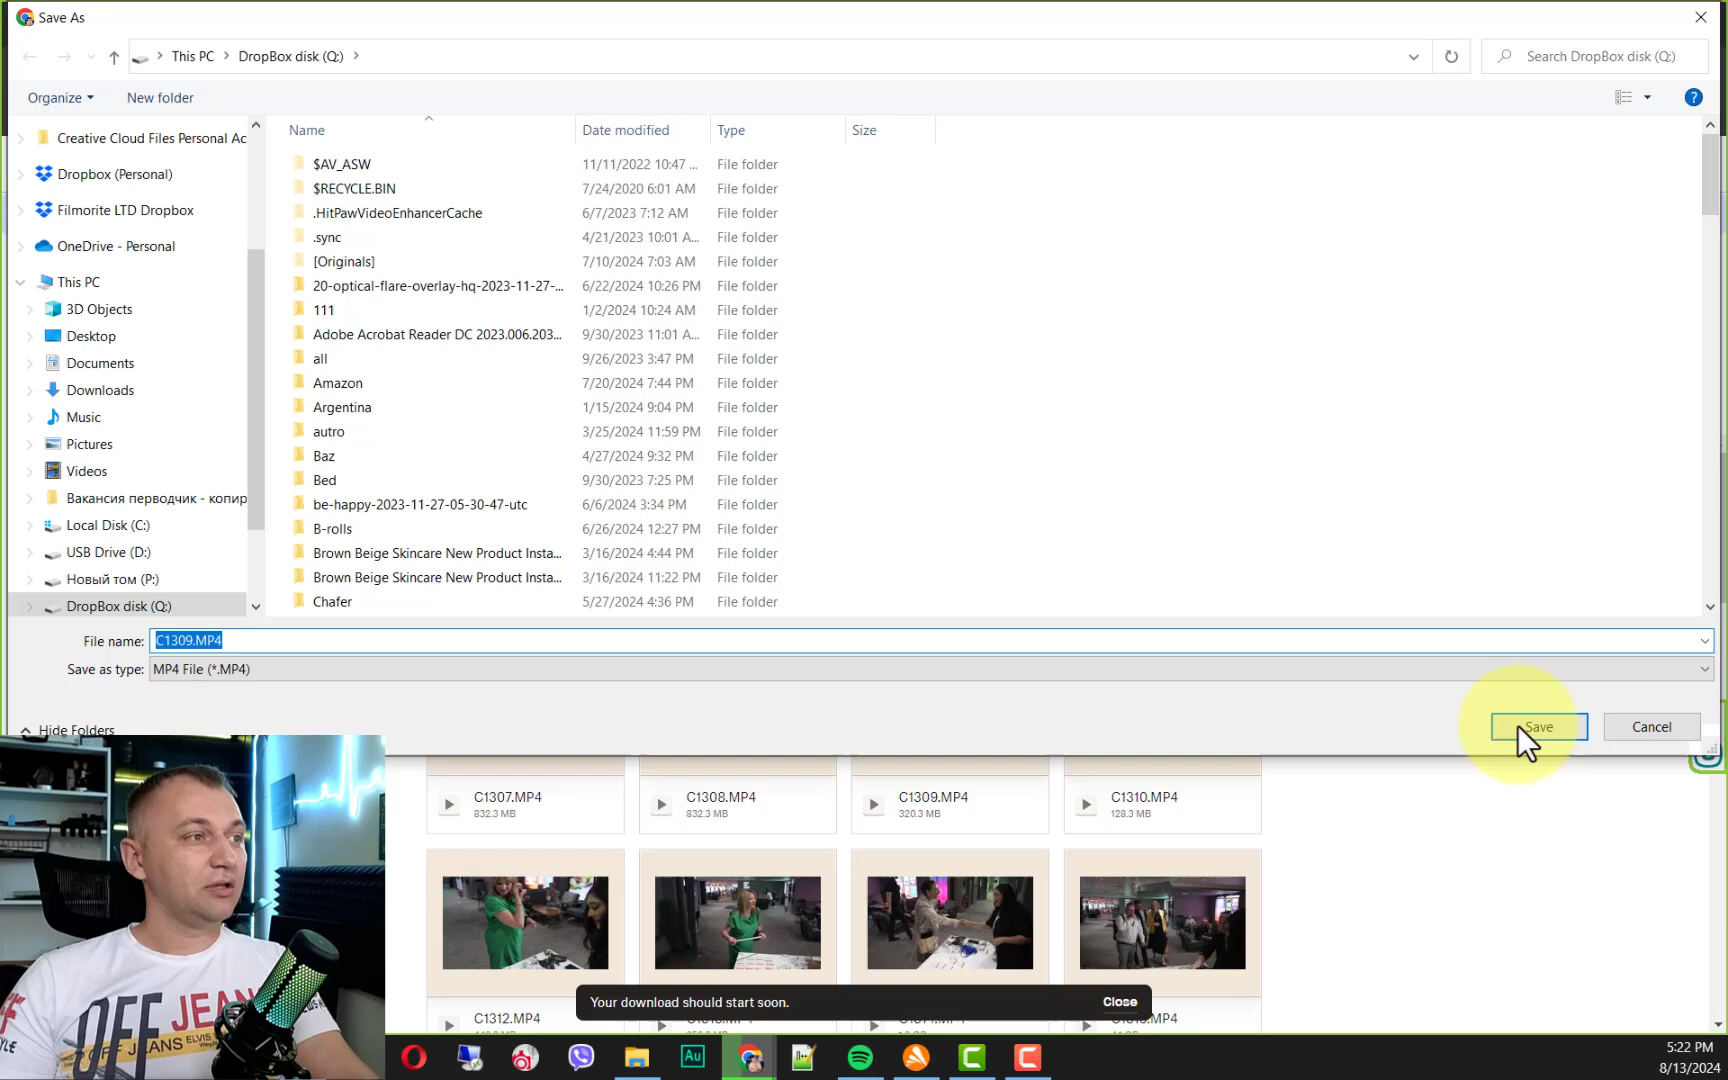 Save As
This PC > DropBox disk (Q:) >
Search DropBox disk (Q:)
Organize
New folder
Name
Date modified
Type
Size
Creative Cloud Files Personal Ac
Dropbox (Personal)
Filmorite LTD Dropbox
OneDrive - Personal
This PC
3D Objects
Desktop
Documents
Downloads
Music
Pictures
Videos
Вакансия перводчик - копир
Local Disk (C:)
USB Drive (D:)
Новый том (P:)
DropBox disk (Q:)
$AV_ASW 11/11/2022 10:47 ... File folder
$RECYCLE.BIN 7/24/2020 6:01 AM File folder
.HitPawVideoEnhancerCache 6/7/2023 7:12 AM File folder
.sync 4/21/2023 10:01 A... File folder
[Originals] 7/10/2024 7:03 AM File folder
20-optical-flare-overlay-hq-2023-11-27-... 6/22/2024 10:26 PM File folder
111 1/2/2024 10:24 AM File folder
Adobe Acrobat Reader DC 2023.006.203... 9/30/2023 11:01 A... File folder
all 9/26/2023 3:47 PM File folder
Amazon 7/20/2024 7:44 PM File folder
Argentina 1/15/2024 9:04 PM File folder
autro 3/25/2024 11:59 PM File folder
Baz 4/27/2024 9:32 PM File folder
Bed 9/30/2023 7:25 PM File folder
be-happy-2023-11-27-05-30-47-utc 6/6/2024 3:34 PM File folder
B-rolls 6/26/2024 12:27 PM File folder
Brown Beige Skincare New Product Insta... 3/16/2024 4:44 PM File folder
Brown Beige Skincare New Product Insta... 3/16/2024 11:22 PM File folder
Chafer 5/27/2024 4:36 PM File folder
File name: C1309.MP4
Save as type: MP4 File (*.MP4)
Hide Folders
Save
Cancel
C1307.MP4
832.3 MB
C1308.MP4
832.3 MB
C1309.MP4
320.3 MB
C1310.MP4
128.3 MB
C1312.MP4
Your download should start soon.
Close
OFF JEANS
OFF JEANS
Au
5:22 PM
8/13/2024